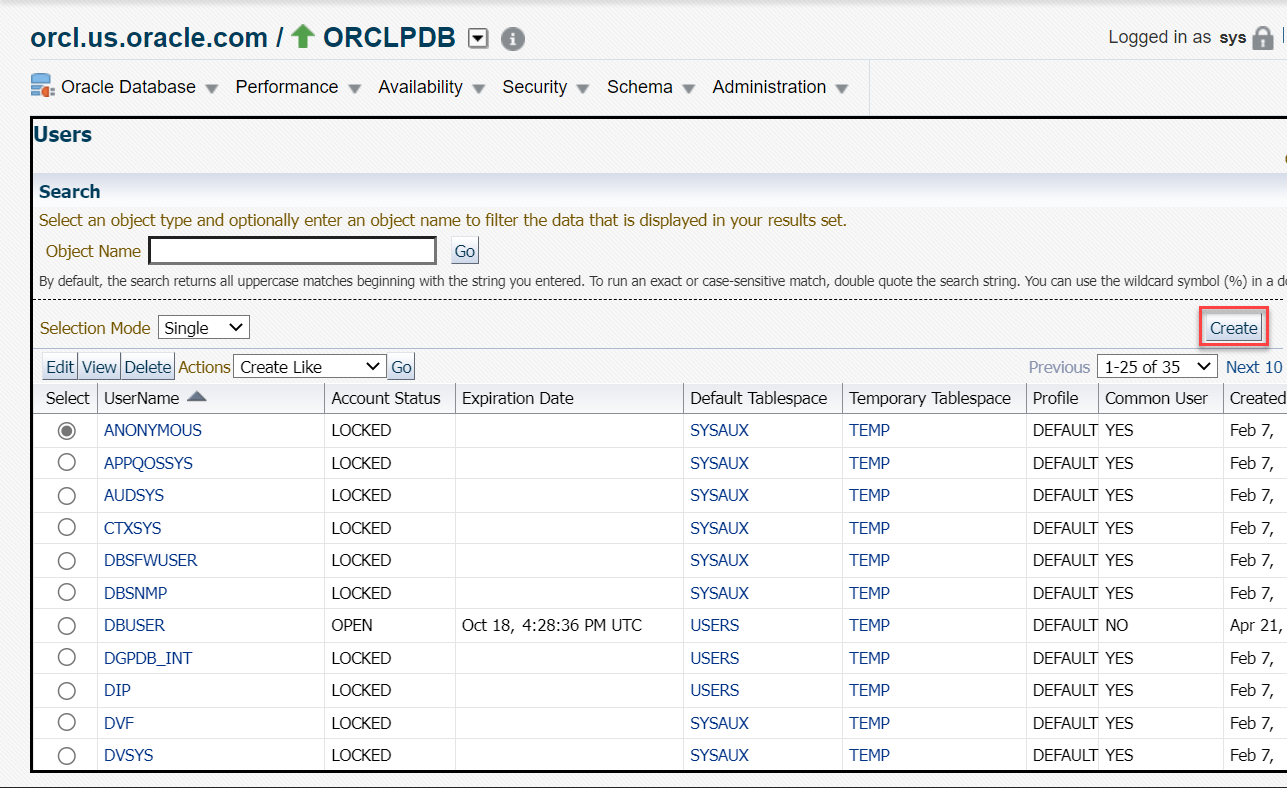 orcl.us.oracle.com / ORCLPDB
Logged in as sys
Oracle Database Performance Availability Security Schema Administration
Users
Search
Select an object type and optionally enter an object name to filter the data that is displayed in your results set.
Object Name Go
By default, the search returns all uppercase matches beginning with the string you entered. To run an exact or case-sensitive match, double quote the search string. You can use the wildcard symbol (%) in a
Selection Mode Single Create
Edit View Delete Actions Create Like Go Previous 1-25 of 35 Next 10
Select UserName Account Status Expiration Date Default Tablespace Temporary Tablespace Profile Common User Created
ANONYMOUS LOCKED SYSAUX TEMP DEFAULT YES Feb 7,
APPQOSSYS LOCKED SYSAUX TEMP DEFAULT YES Feb 7,
AUDSYS LOCKED SYSAUX TEMP DEFAULT YES Feb 7,
CTXSYS LOCKED SYSAUX TEMP DEFAULT YES Feb 7,
DBSFWUSER LOCKED SYSAUX TEMP DEFAULT YES Feb 7,
DBSNMP LOCKED SYSAUX TEMP DEFAULT YES Feb 7,
DBUSER OPEN Oct 18, 4:28:36 PM UTC USERS TEMP DEFAULT NO Apr 21,
DGPDB_INT LOCKED USERS TEMP DEFAULT YES Feb 7,
DIP LOCKED USERS TEMP DEFAULT YES Feb 7,
DVF LOCKED SYSAUX TEMP DEFAULT YES Feb 7,
DVSYS LOCKED SYSAUX TEMP DEFAULT YES Feb 7,